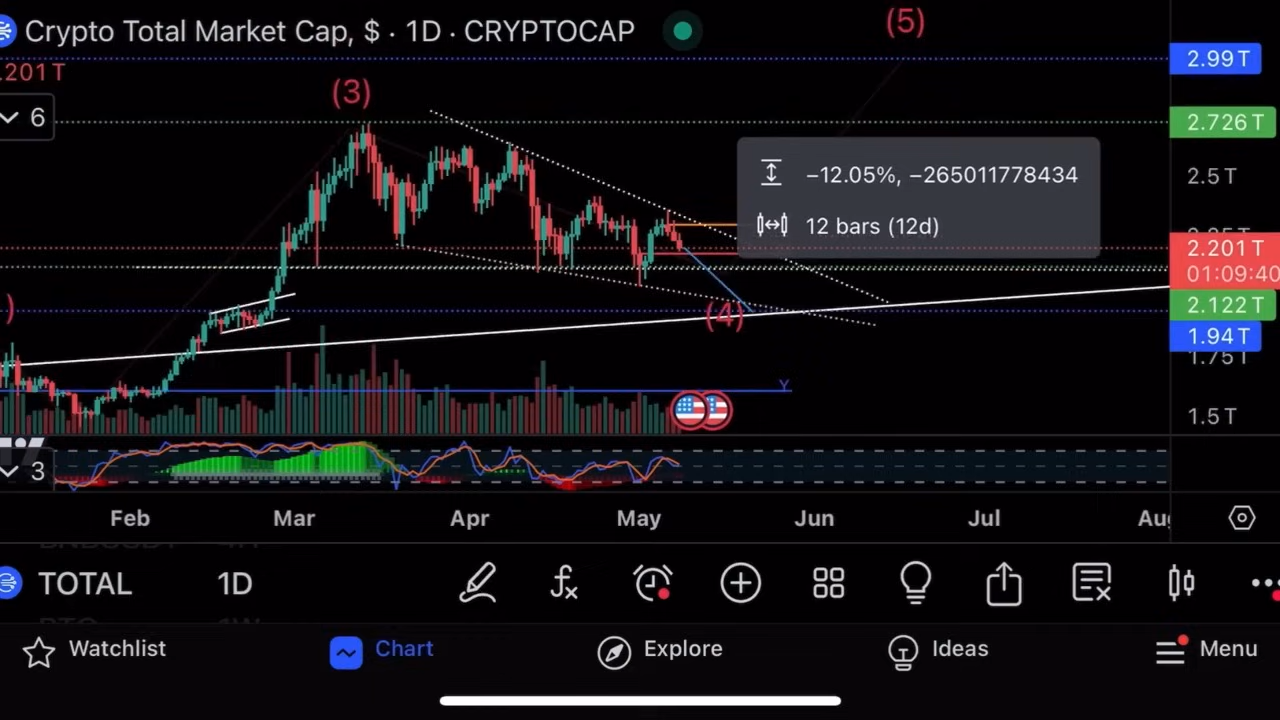 Crypto Total Market Cap, $ · 1D · CRYPTOCAP
(5)
2.99 T
.201 T
(3)
6
2.726 T
−12.05%, −265011778434
2.5 T
12 bars (12d)
2.201 T
01:09:40
2.122 T
)
(4)
1.94 T
1.75 T
Y
1.5 T
3
Feb
Mar
Apr
May
Jun
Jul
Aug
TOTAL
1D
Watchlist
Chart
Explore
Ideas
Menu